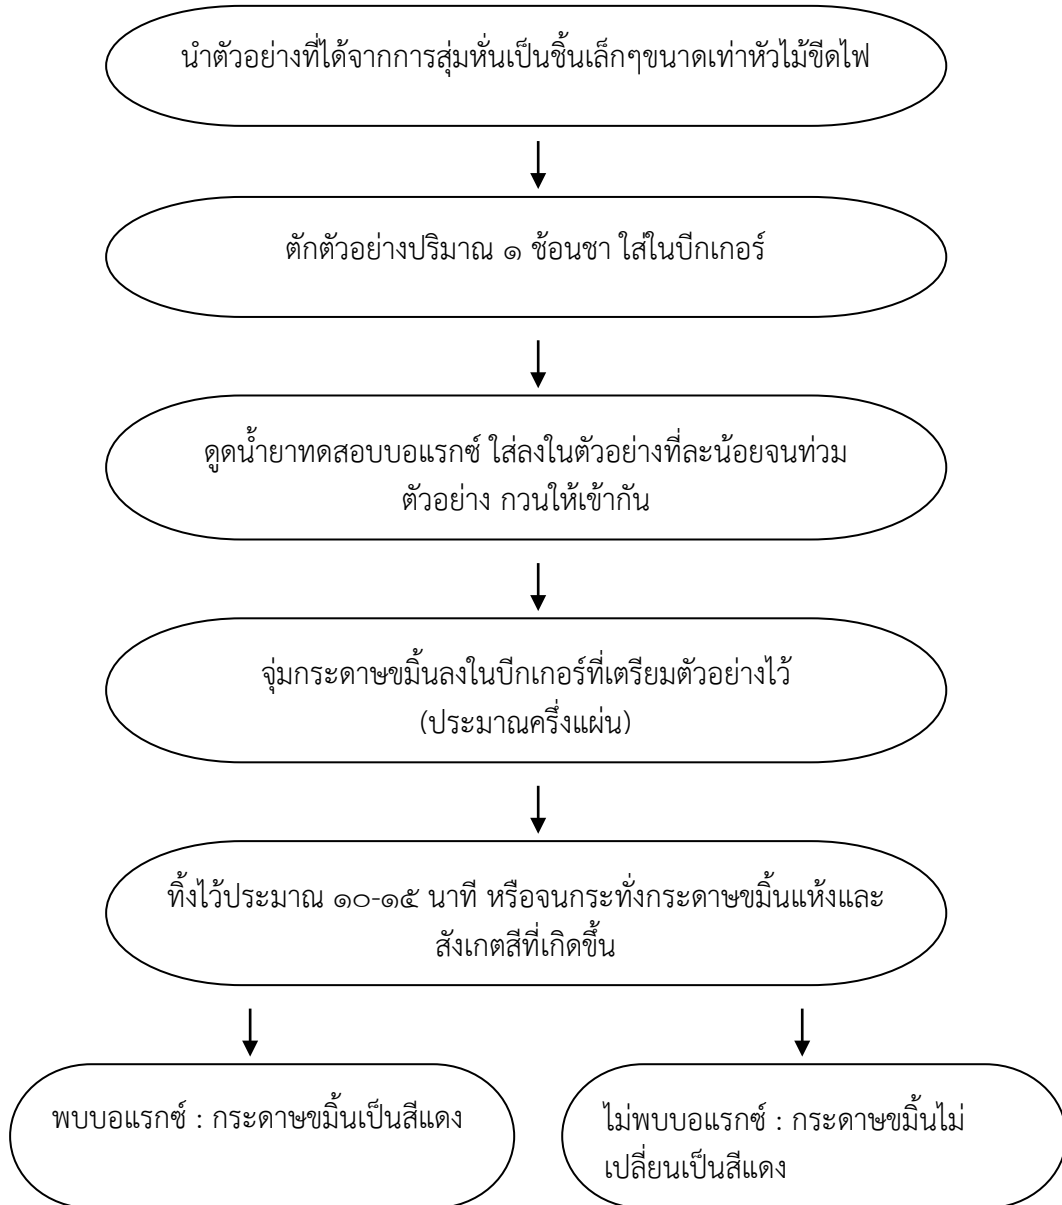 นำตัวอย่างที่ได้จากการสุ่มหั่นเป็นชิ้นเล็กๆขนาดเท่าหัวไม้ขีดไฟ
ตักตัวอย่างปริมาณ ๑ ช้อนชา ใส่ในบีกเกอร์
ดูดน้ำยาทดสอบบอแรกซ์ ใส่ลงในตัวอย่างที่ละน้อยจนท่วม
ตัวอย่าง กวนให้เข้ากัน
จุ่มกระดาษขมิ้นลงในบีกเกอร์ที่เตรียมตัวอย่างไว้
(ประมาณครึ่งแผ่น)
ทิ้งไว้ประมาณ ๑๐-๑๕ นาที หรือจนกระทั่งกระดาษขมิ้นแห้งและ
สังเกตสีที่เกิดขึ้น
พบบอแรกซ์ : กระดาษขมิ้นเป็นสีแดง
ไม่พบบอแรกซ์ : กระดาษขมิ้นไม่
เปลี่ยนเป็นสีแดง